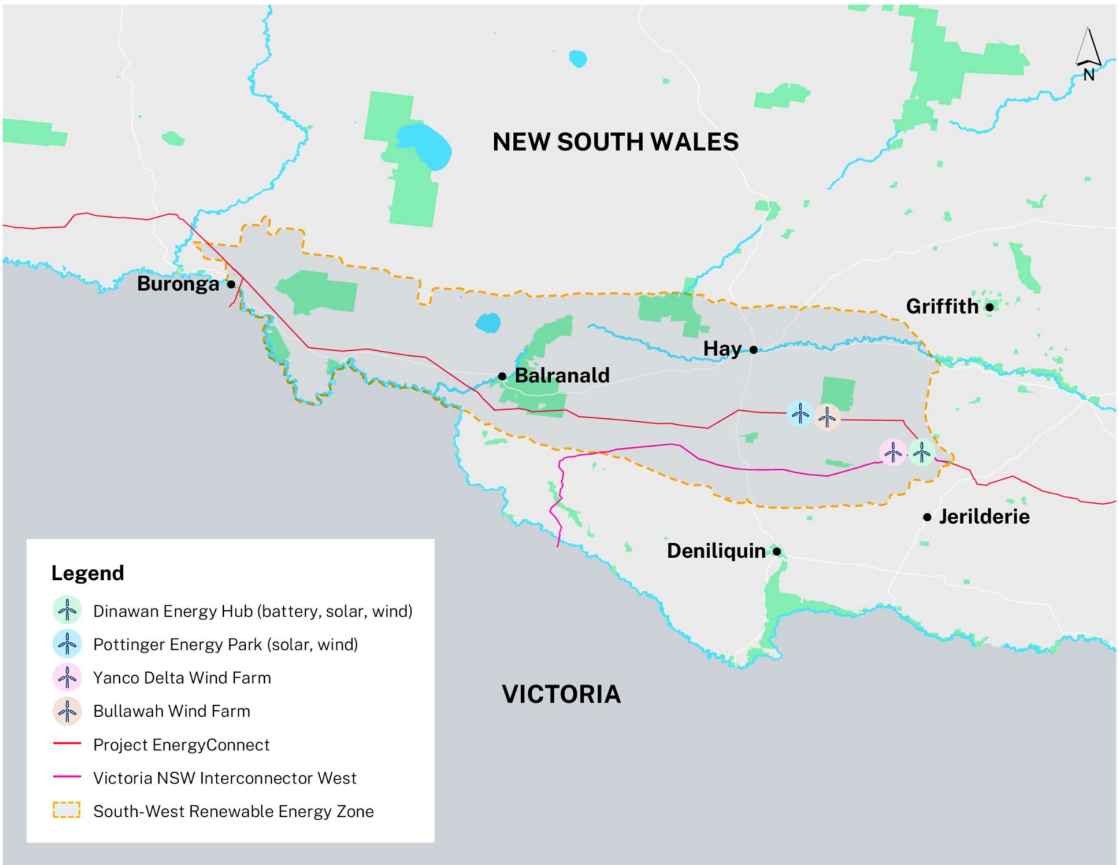 N
NEW SOUTH WALES
Buronga
Griffith
Hay
Balranald
Jerilderie
Deniliquin
VICTORIA
Legend
Dinawan Energy Hub (battery, solar, wind)
Pottinger Energy Park (solar, wind)
Yanco Delta Wind Farm
Bullawah Wind Farm
Project EnergyConnect
Victoria NSW Interconnector West
South-West Renewable Energy Zone